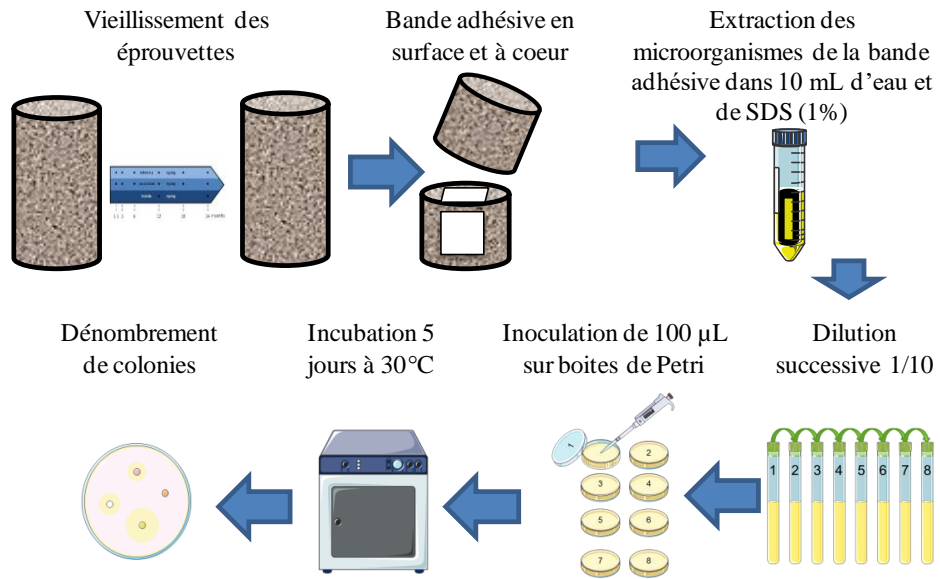 Vieillissement des
éprouvettes
Bande adhésive en
surface et à coeur
Extraction des
microorganismes de la bande
adhésive dans 10 mL d'eau et
de SDS (1%)
Dénombrement
de colonies
Incubation 5
jours à 30°C
Inoculation de 100 µL
sur boites de Petri
Dilution
successive 1/10
1
2
3
4
5
6
7
8
1 2 3 4 5 6 7 8